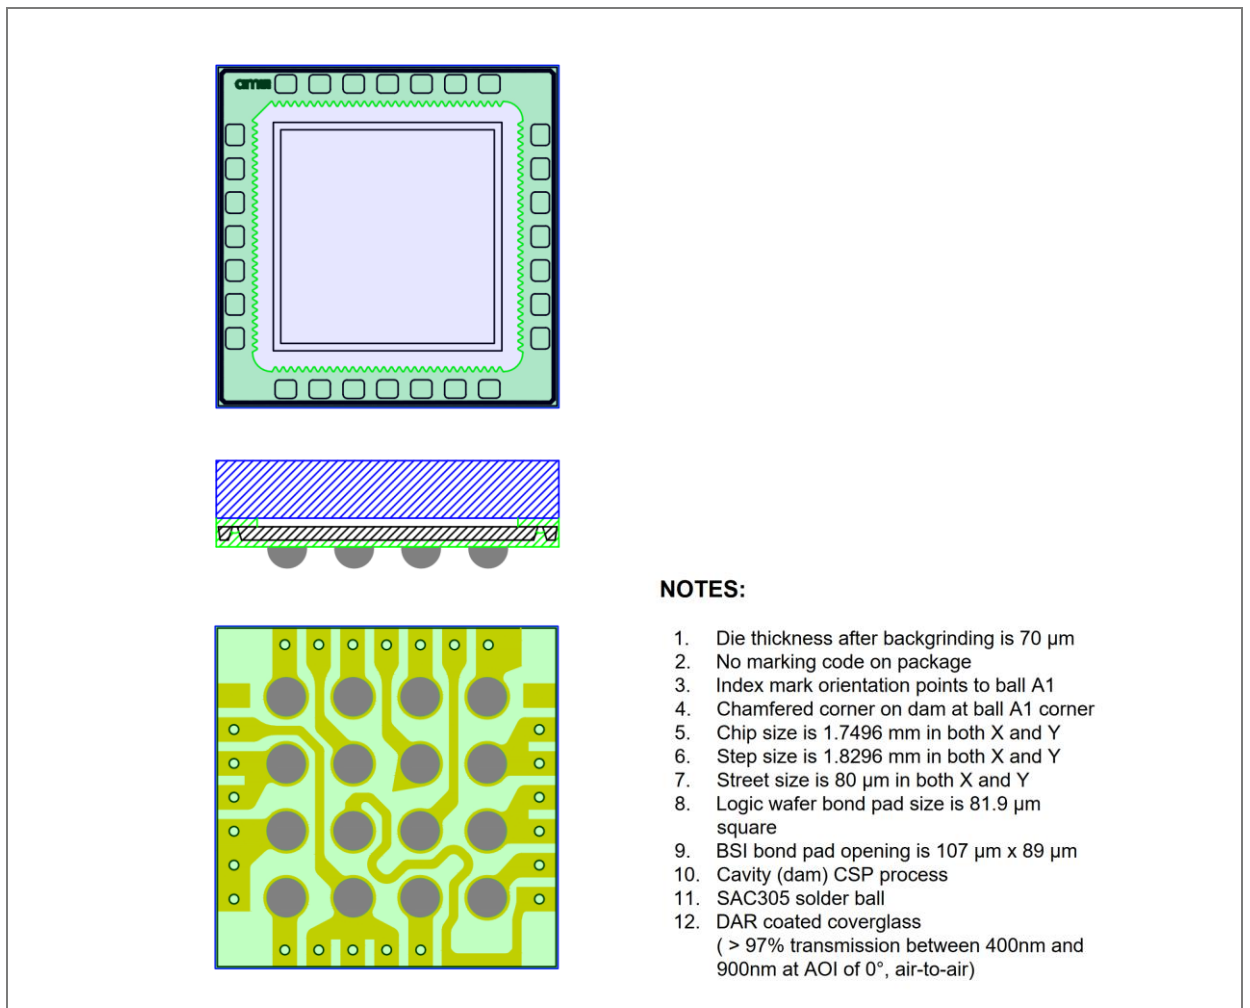 amu
NOTES:
1. Die thickness after backgrinding is 70 µm
2. No marking code on package
3. Index mark orientation points to ball A1
4. Chamfered corner on dam at ball A1 corner
5. Chip size is 1.7496 mm in both X and Y
6. Step size is 1.8296 mm in both X and Y
7. Street size is 80 µm in both X and Y
8. Logic wafer bond pad size is 81.9 µm
square
9. BSI bond pad opening is 107 µm x 89 µm
10. Cavity (dam) CSP process
11. SAC305 solder ball
12. DAR coated coverglass
( > 97% transmission between 400nm and
900nm at AOI of 0°, air-to-air)